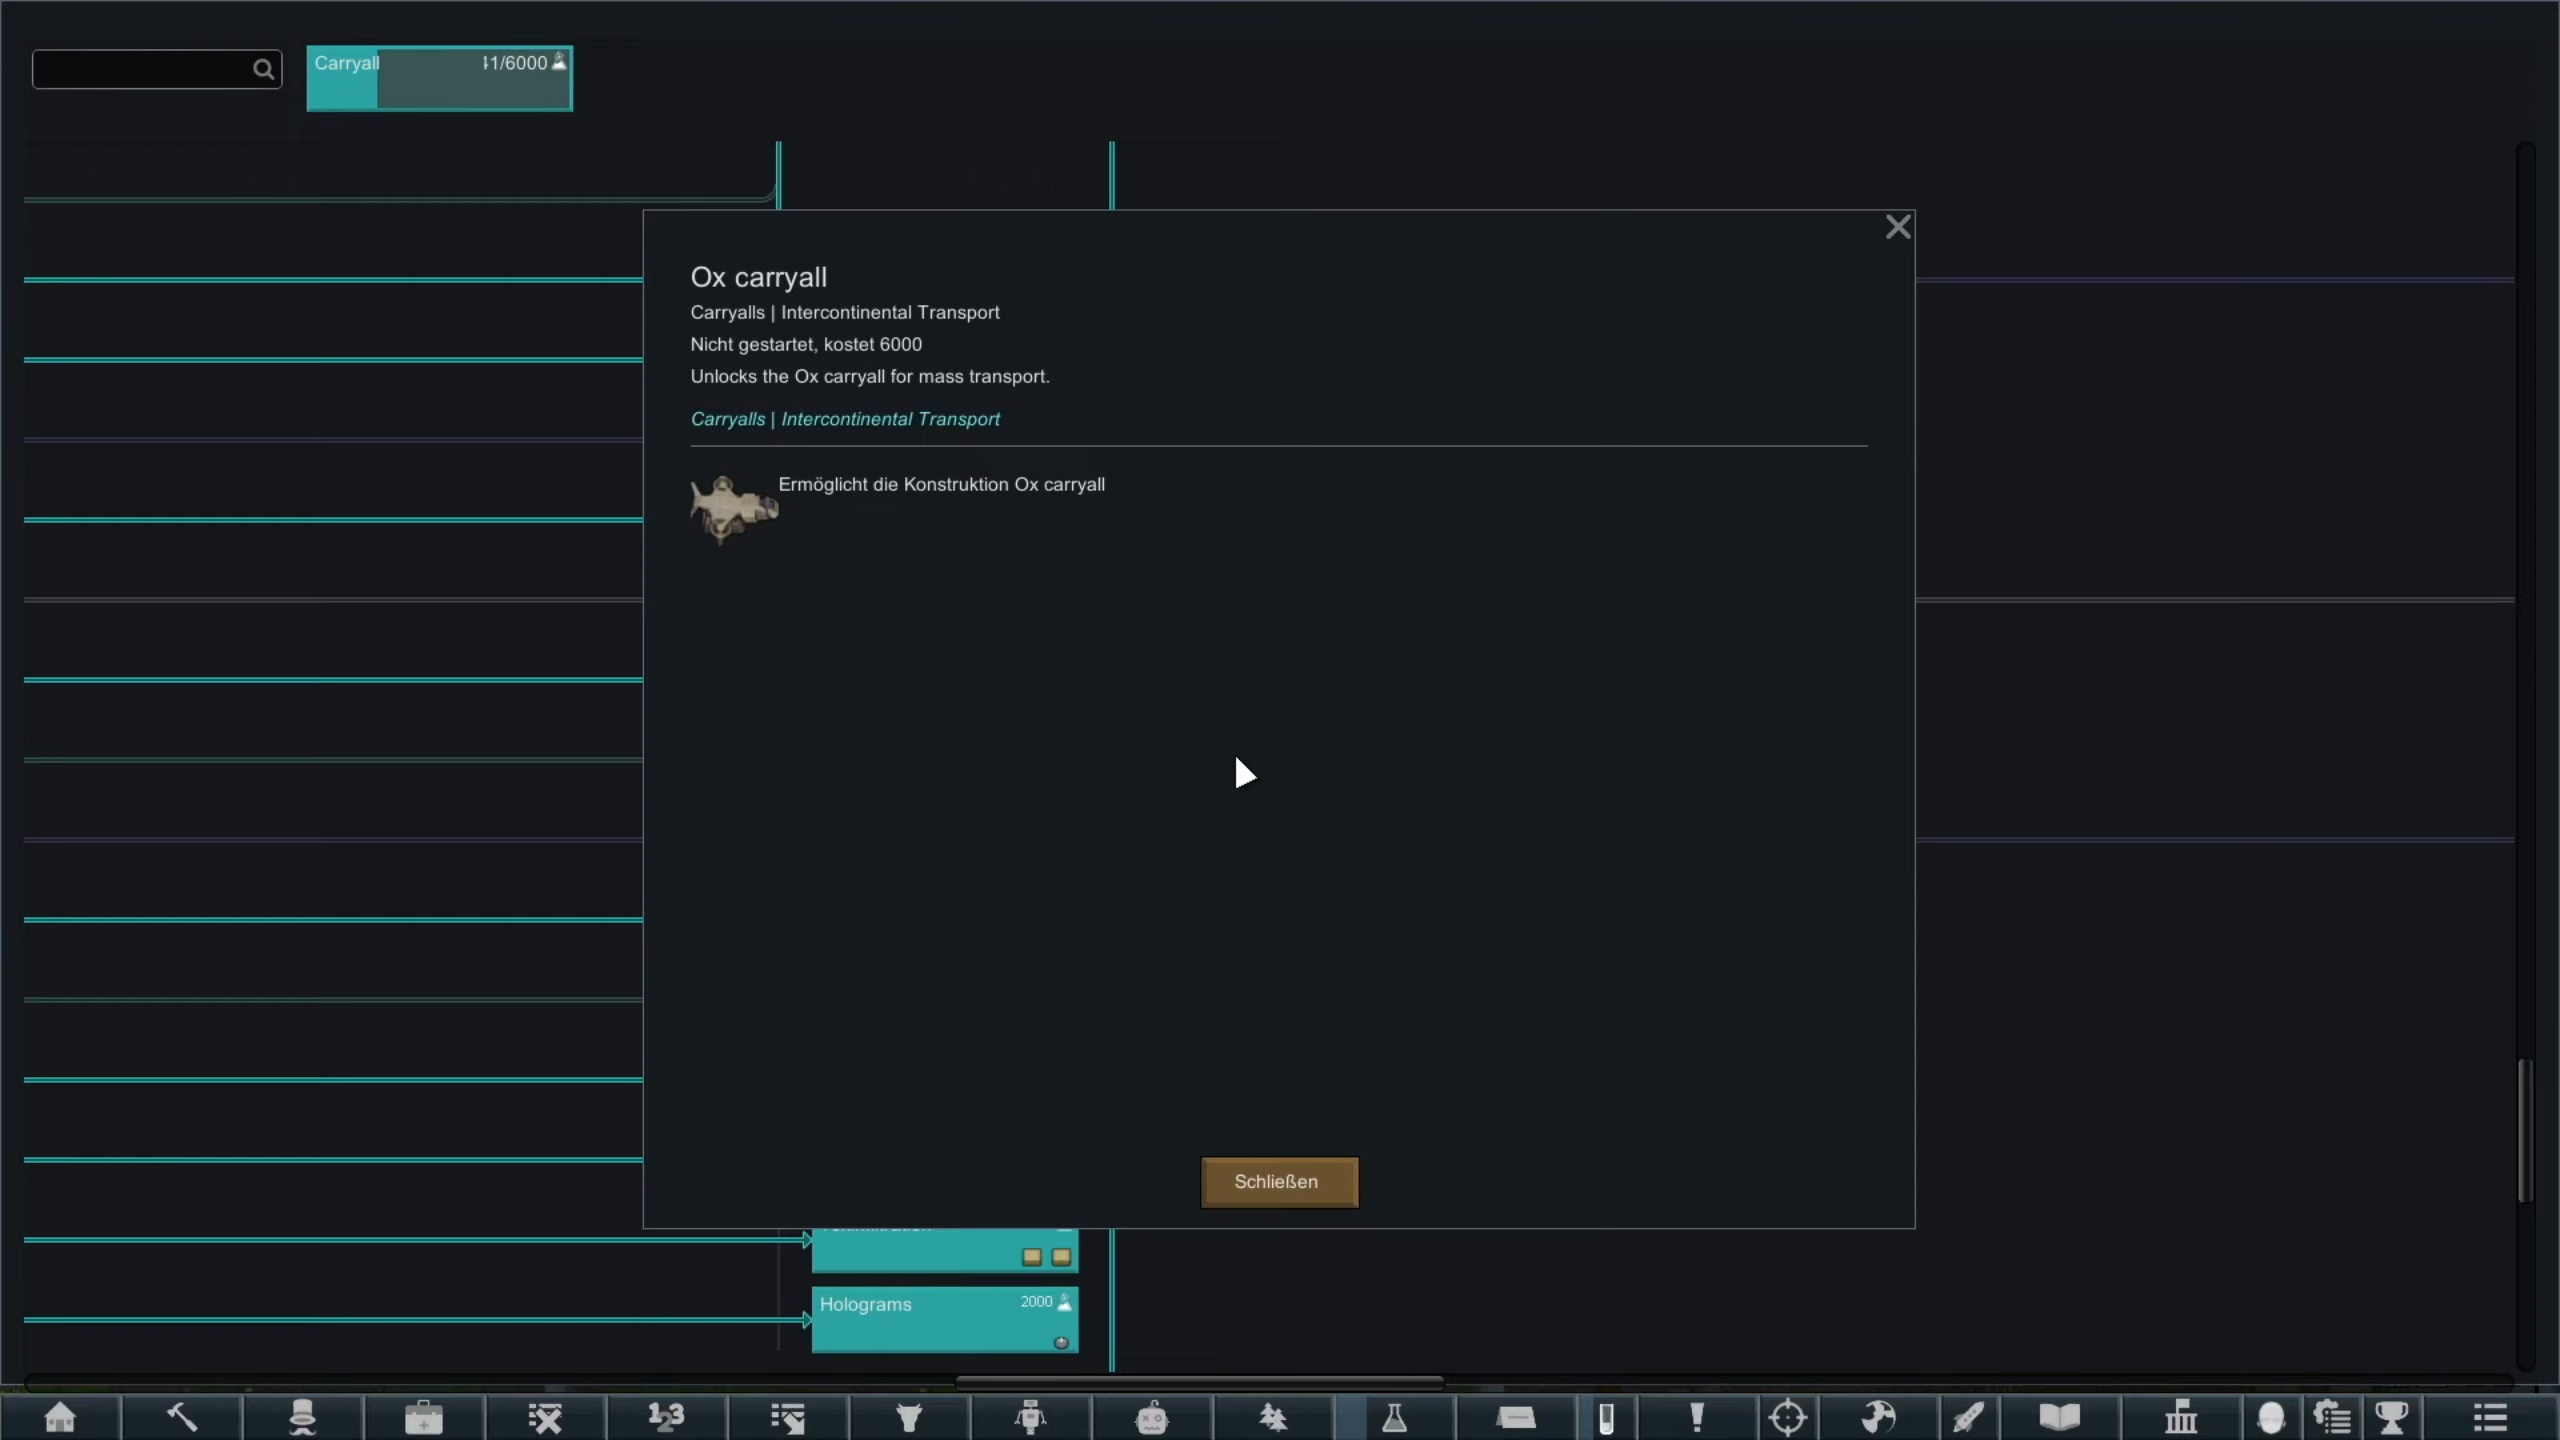 Carryall
1/6000
Ox carryall
Carryalls | Intercontinental Transport
Nicht gestartet, kostet 6000
Unlocks the Ox carryall for mass transport.
Carryalls | Intercontinental Transport
Ermöglicht die Konstruktion Ox carryall
Schließen
Holograms
2000
123